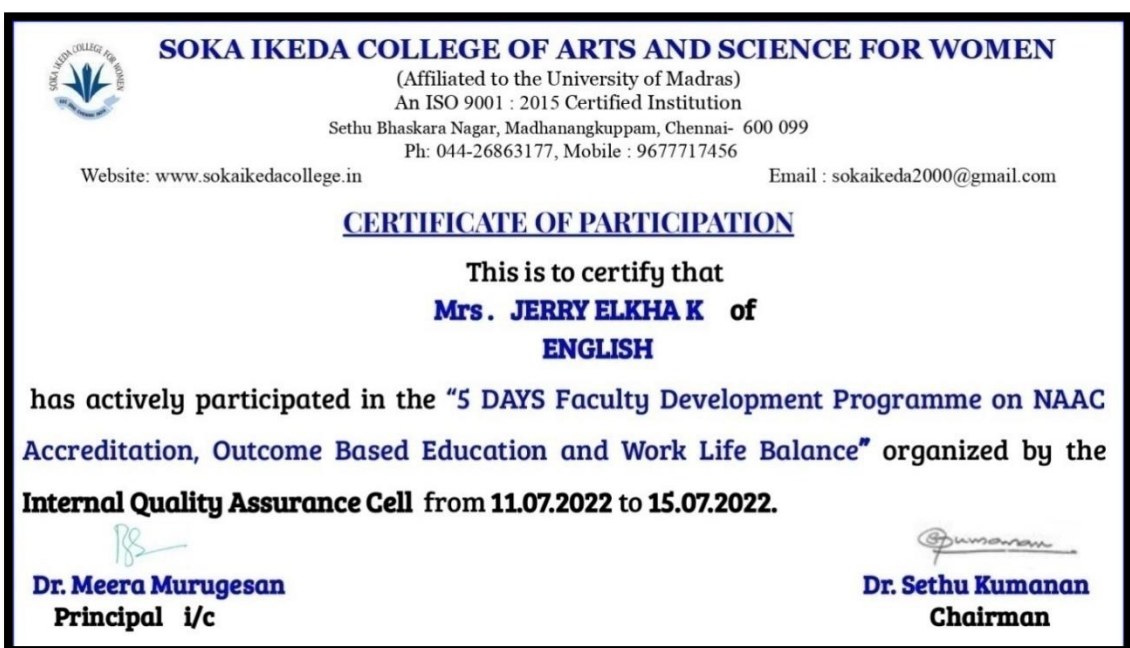 SOKA IKEDA COLLEGE FOR WOMEN
SOKA IKEDA COLLEGE OF ARTS AND SCIENCE FOR WOMEN
(Affiliated to the University of Madras)
An ISO 9001 : 2015 Certified Institution
Sethu Bhaskara Nagar, Madhanangkuppam, Chennai- 600 099
Ph: 044-26863177, Mobile : 9677717456
Website: www.sokaikedacollege.in Email : sokaikeda2000@gmail.com
CERTIFICATE OF PARTICIPATION
This is to certify that
Mrs. JERRY ELKHA K of
ENGLISH
has actively participated in the “5 DAYS Faculty Development Programme on NAAC
Accreditation, Outcome Based Education and Work Life Balance” organized by the
Internal Quality Assurance Cell from 11.07.2022 to 15.07.2022.
Dr. Meera Murugesan Dr. Sethu Kumanan
Principal i/c Chairman